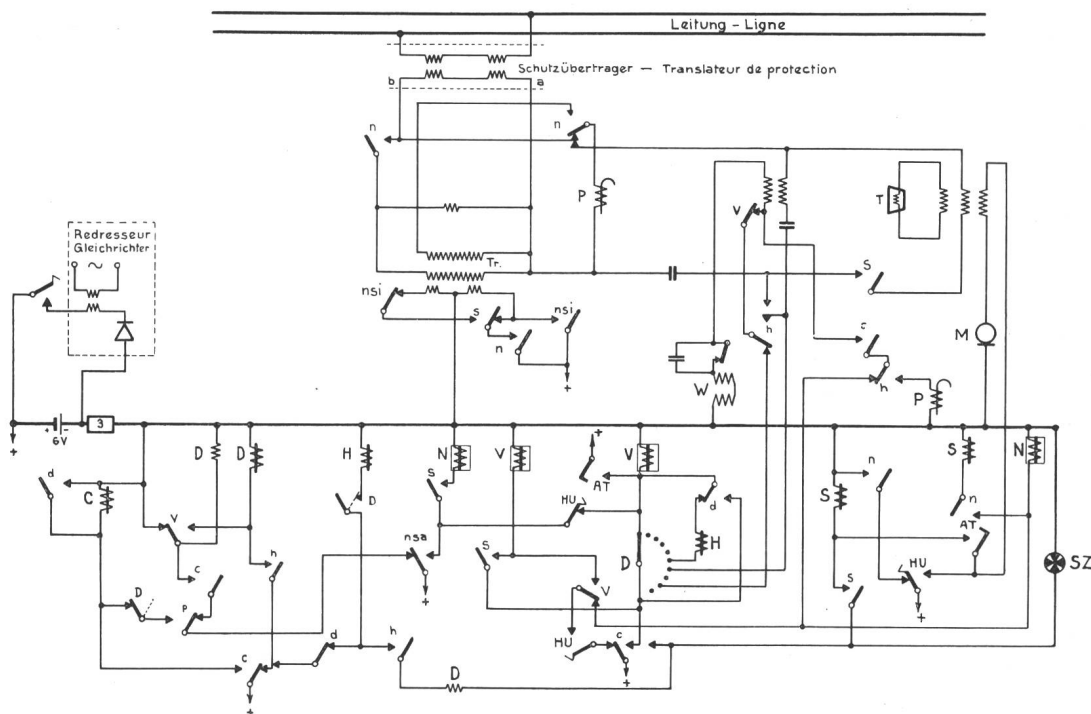 Leitung - Ligne
Schutzübertrager — Translateur de protection
b a
n n
P
T
Redresseur
Gleichrichter
~
V
Tr.
S
nsi s nsi
n
h
c
M
W
h
P
+
+ 6V -
3
+
D D H N V V S N
+
d
C
D
s
AT
d
n
S
n
HU
H
AT
V
nsa
S
D
SZ
h
c
HU
D
P
+
V
s
+
d
h
HU
c
c
D
+
+